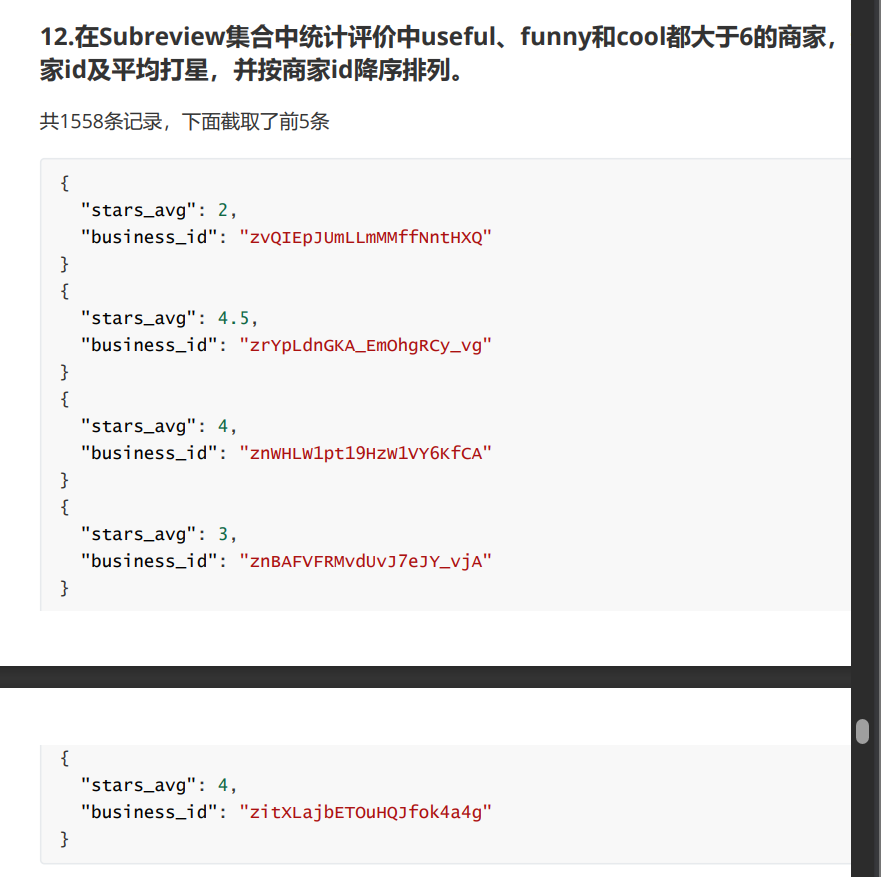 12.在Subreview集合中统计评价中useful、funny和cool都大于6的商家，
家id及平均打星，并按商家id降序排列。
共1558条记录，下面截取了前5条
{
"stars_avg": 2,
"business_id": "zvQIEpJUmLLmMMffNntHXQ"
}
{
"stars_avg": 4.5,
"business_id": "zrYpLdnGKA_EmOhgRCy_vg"
}
{
"stars_avg": 4,
"business_id": "znWHLW1pt19HzW1VY6KfCA"
}
{
"stars_avg": 3,
"business_id": "znBAFVFRMvdUvJ7eJY_vjA"
}
{
"stars_avg": 4,
"business_id": "zitXLajbETOuHQJfok4a4g"
}